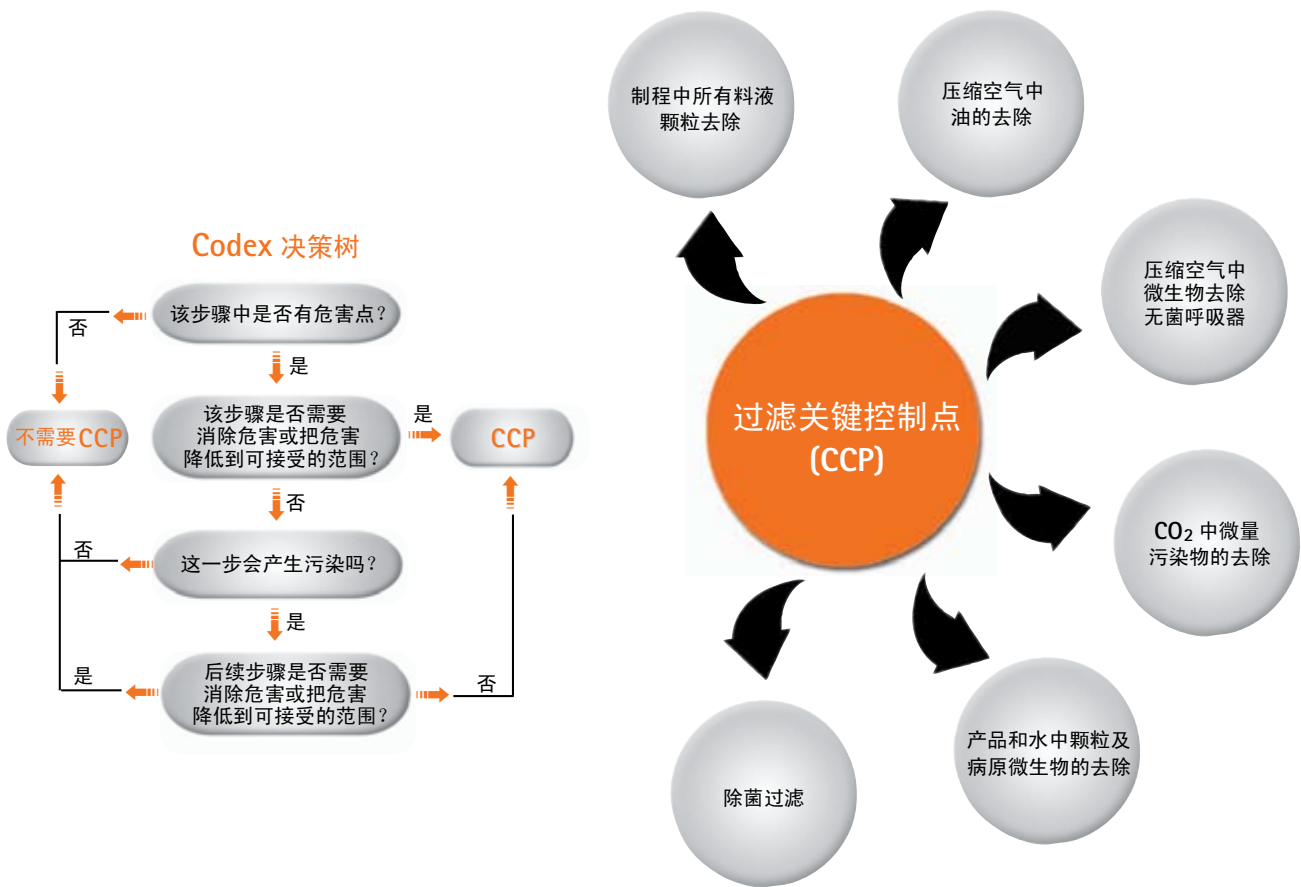 Codex 决策树
该步骤中是否有危害点？
否
是
不需要CCP
该步骤是否需要
消除危害或把危害
降低到可接受的范围？
是
CCP
否
这一步会产生污染吗？
否
是
后续步骤是否需要
消除危害或把危害
降低到可接受的范围？
是
否
制程中所有料液
颗粒去除
压缩空气中
油的去除
压缩空气中
微生物去除
无菌呼吸器
过滤关键控制点
(CCP)
CO₂ 中微量
污染物的去除
产品和水中颗粒及
病原微生物的去除
除菌过滤